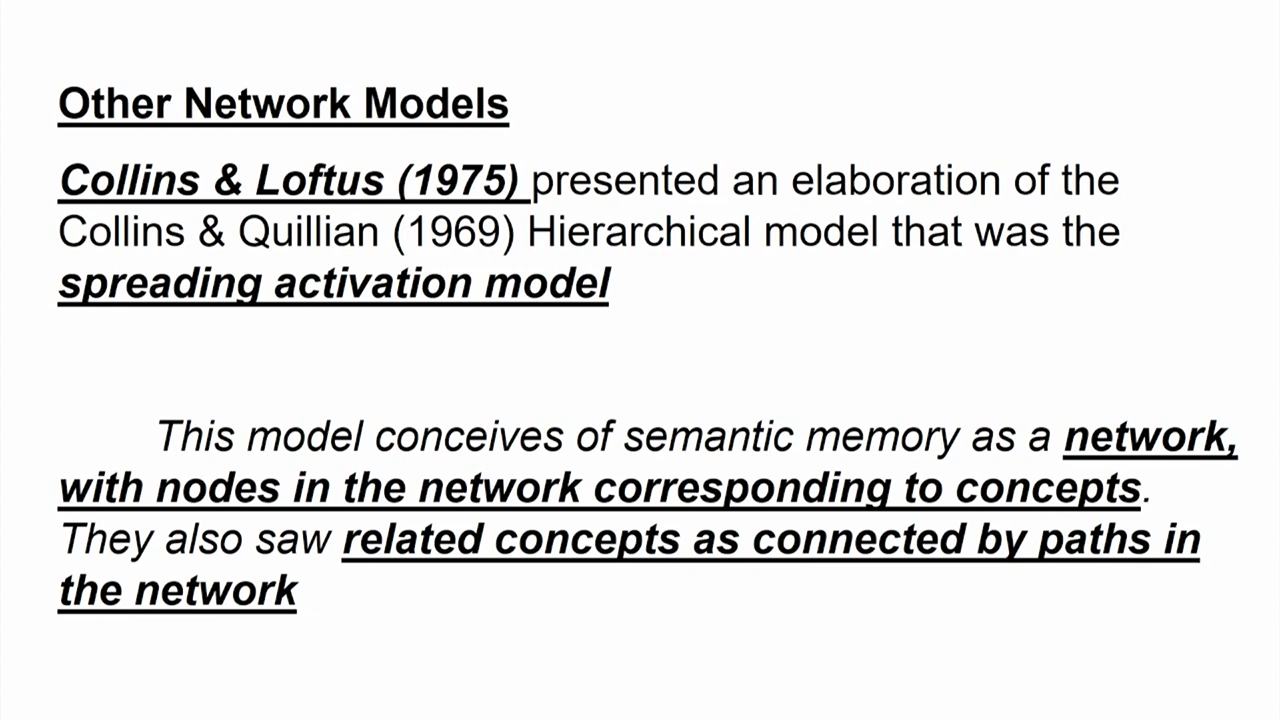 Other Network Models
Collins & Loftus (1975) presented an elaboration of the
Collins & Quillian (1969) Hierarchical model that was the
spreading activation model
This model conceives of semantic memory as a network,
with nodes in the network corresponding to concepts.
They also saw related concepts as connected by paths in
the network